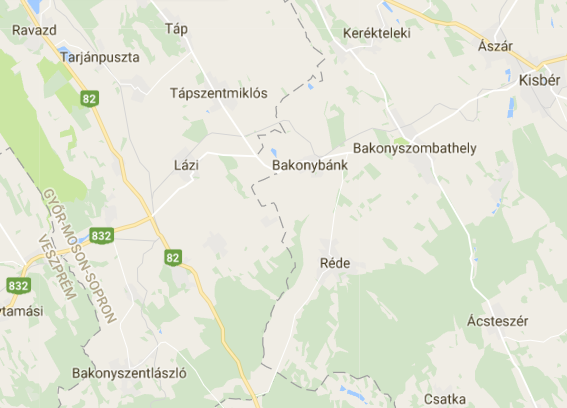 Ravazd
Táp
Kerékteleki
Ászár
Tarjánpuszta
Kisbér
Tápszentmiklós
82
Bakonyszombathely
Lázi
Bakonybánk
GYŐR-MOSON-SOPRON
VESZPRÉM
832
82
Réde
832
ytamási
Ácsteszér
Bakonyszentlászló
Csatka